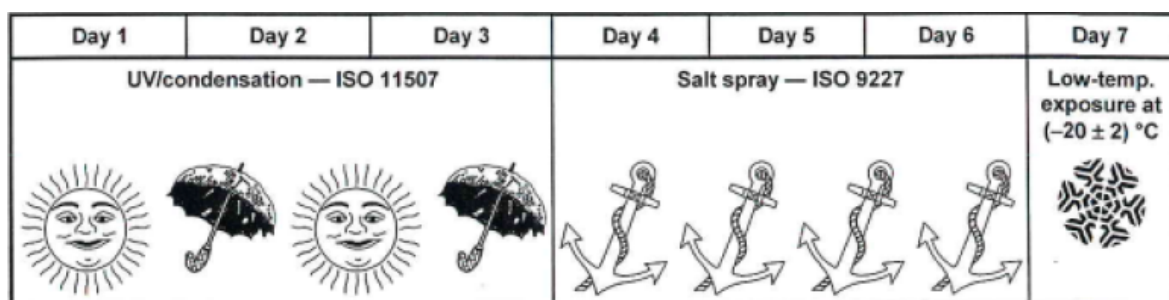 Day 1 Day 2 Day 3 Day 4 Day 5 Day 6 Day 7
UV/condensation — ISO 11507
Salt spray — ISO 9227
Low-temp.
exposure at
(–20 ± 2) °C